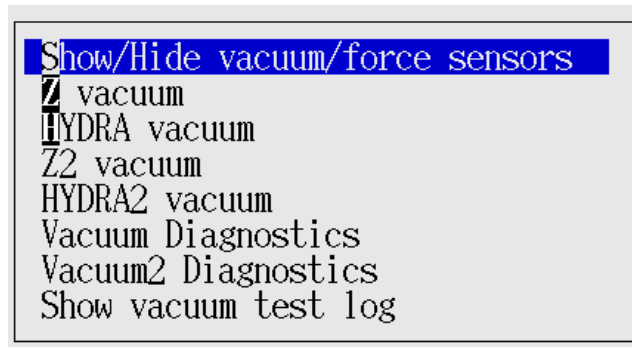 Show/Hide vacuum/force sensors
Z vacuum
HYDRA vacuum
Z2 vacuum
HYDRA2 vacuum
Vacuum Diagnostics
Vacuum2 Diagnostics
Show vacuum test log